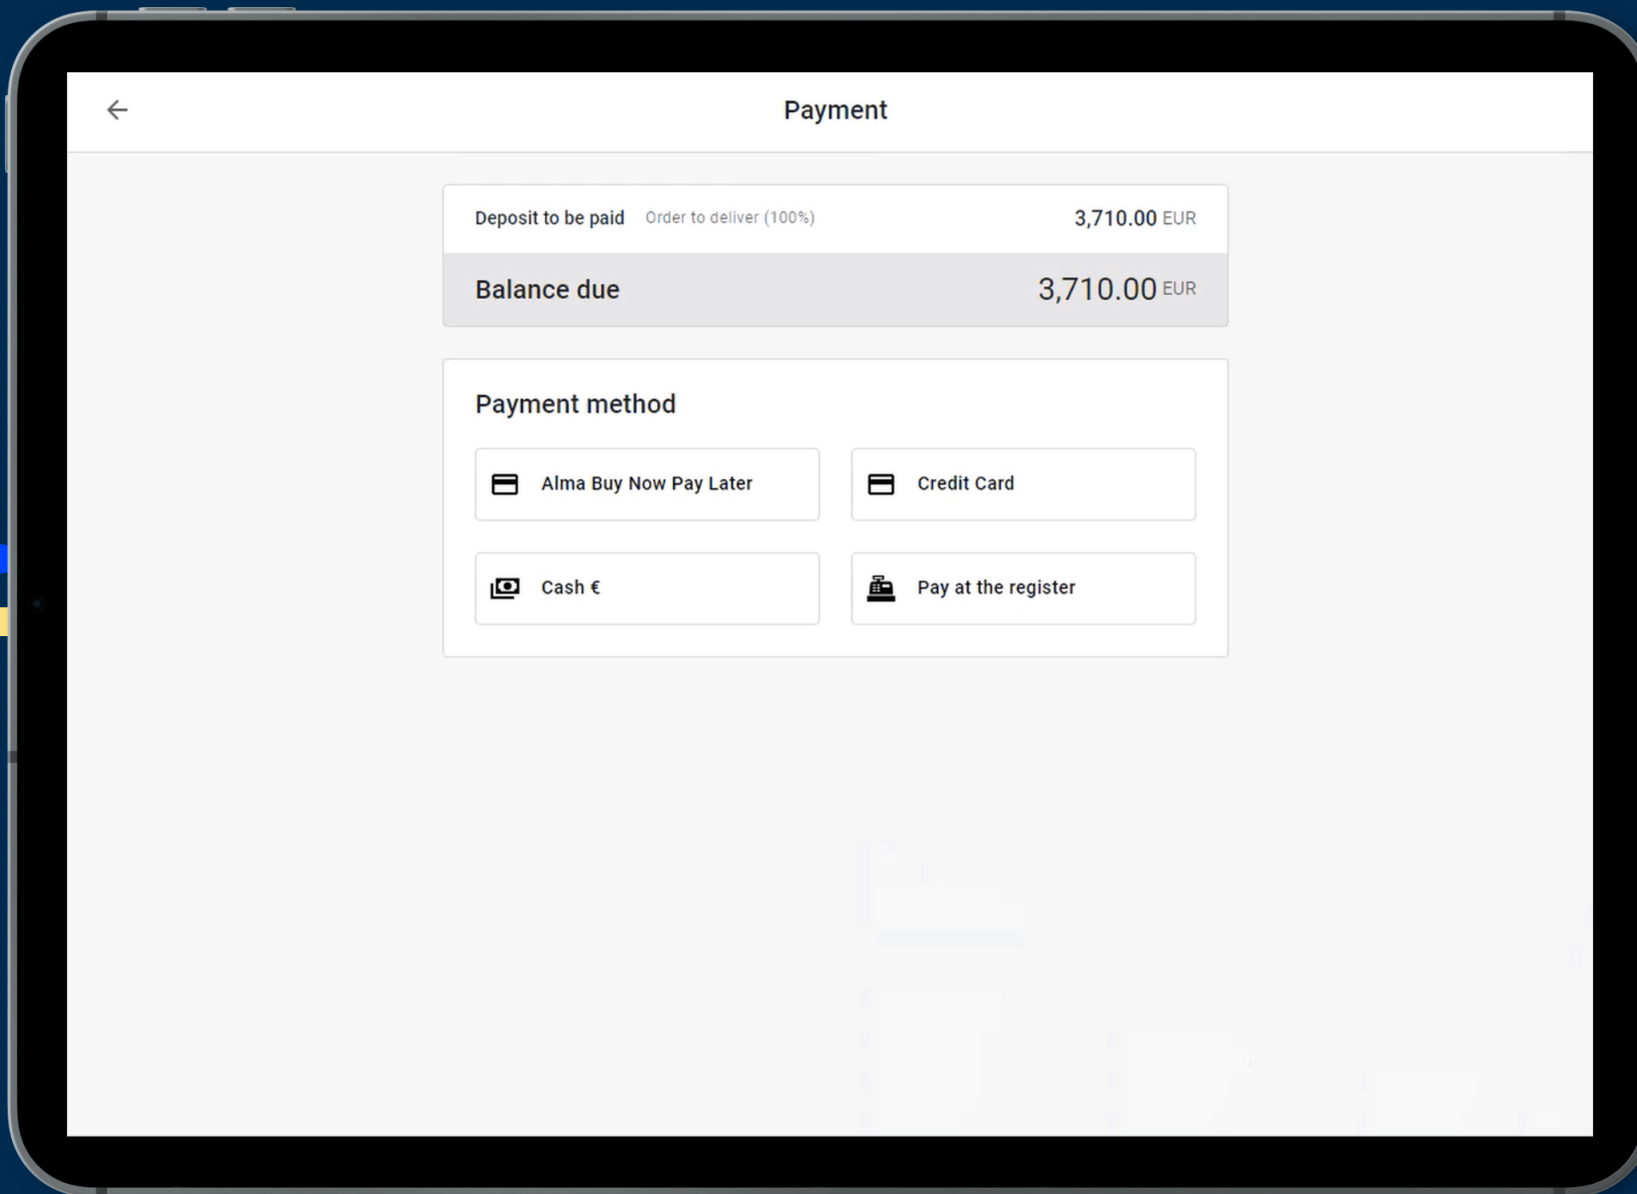 Payment
Deposit to be paid Order to deliver (100%) 3,710.00 EUR
Balance due 3,710.00 EUR
Payment method
Alma Buy Now Pay Later Credit Card
Cash € Pay at the register